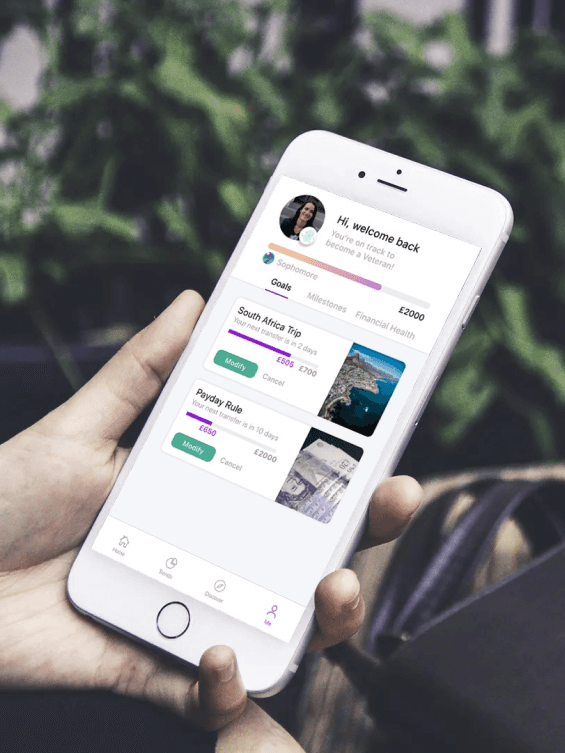 Hi, welcome back
You're on track to
become a Veteran!
Sophomore
£2000
Goals
Milestones
Financial Health
South Africa Trip
Your next transfer is in 2 days
£505
£700
Modify
Cancel
Payday Rule
Your next transfer is in 10 days
£650
£2000
Modify
Cancel
Home
Discover
Me